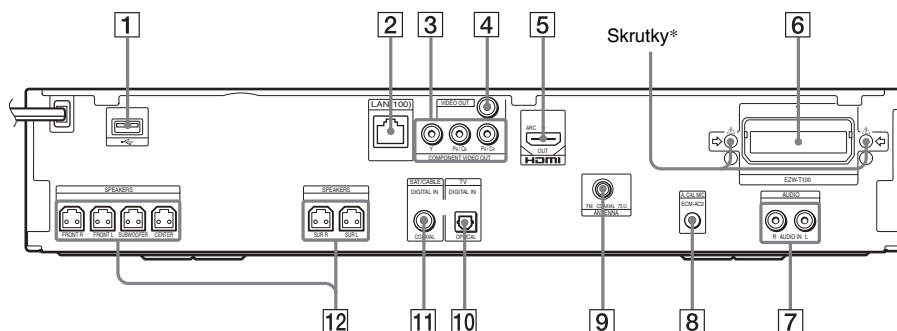 1
2
3
4
5
Skrutky*
6
LAN(100)
VIDEO OUT
Y
PB / CB
PR / CR
COMPONENT VIDEO OUT
ARC
OUT
HDMI
EZW-T100
SPEAKERS
FRONT R
FRONT L
SUBWOOFER
CENTER
SPEAKERS
SUR R
SUR L
SAT/CABLE
DIGITAL IN
COAXIAL
TV
DIGITAL IN
OPTICAL
FM COAXIAL 75Ω
ANTENNA
A. CAL MIC
ECM-AC2
AUDIO
R AUDIO IN L
12
11
10
9
8
7